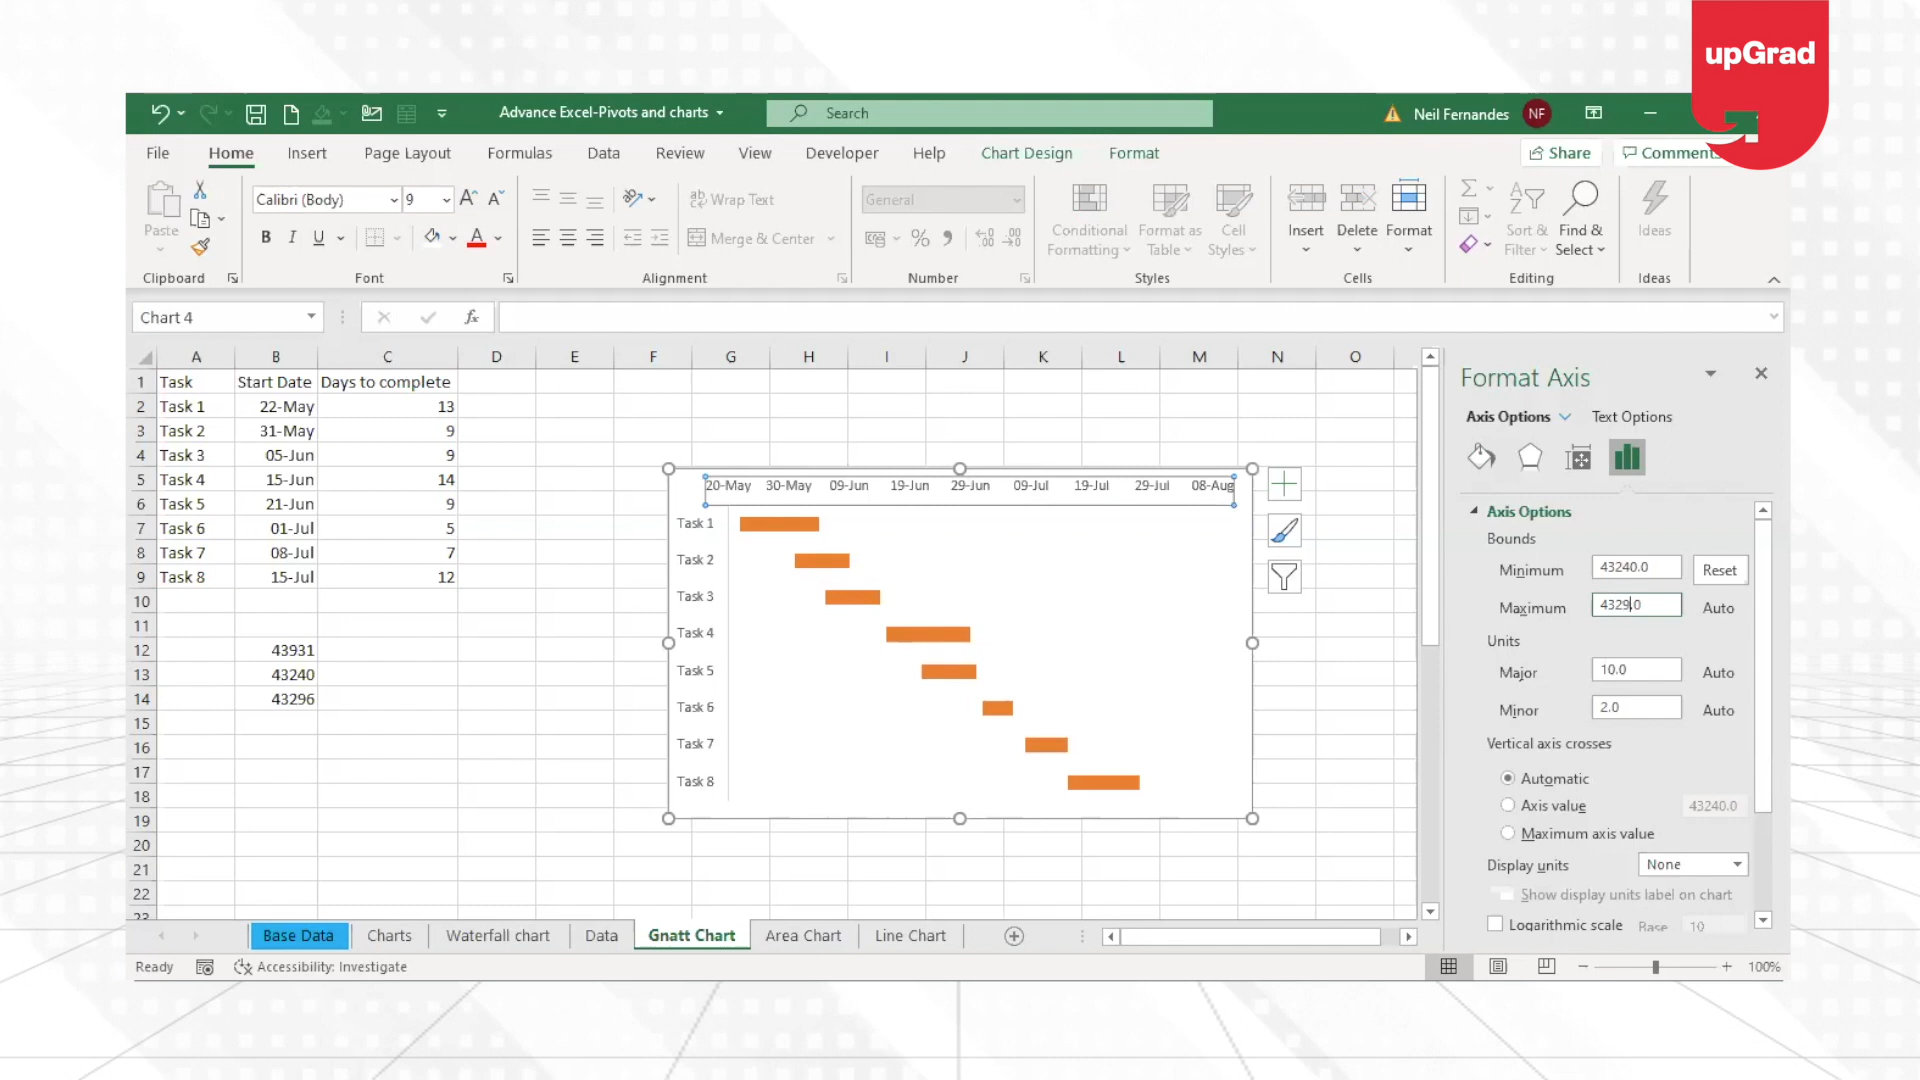 upGrad
Advance Excel-Pivots and charts
Search
Neil Fernandes
NF
File Home Insert Page Layout Formulas Data Review View Developer Help Chart Design Format
Share
Comment
Paste
Calibri (Body)
9
B I U
Wrap Text
Merge & Center
General
Conditional Formatting
Format as Table
Cell Styles
Insert
Delete
Format
Sort & Filter
Find & Select
Ideas
Clipboard Font Alignment Number Styles Cells Editing Ideas
Chart 4
fx
A B C D E F G H I J K L M N O
1 Task Start Date Days to complete
2 Task 1 22-May 13
3 Task 2 31-May 9
4 Task 3 05-Jun 9
5 Task 4 15-Jun 14
6 Task 5 21-Jun 9
7 Task 6 01-Jul 5
8 Task 7 08-Jul 7
9 Task 8 15-Jul 12
10
11
12 43931
13 43240
14 43296
15
16
17
18
19
20
21
22
23
20-May 30-May 09-Jun 19-Jun 29-Jun 09-Jul 19-Jul 29-Jul 08-Aug
Task 1
Task 2
Task 3
Task 4
Task 5
Task 6
Task 7
Task 8
Format Axis
Axis Options Text Options
Axis Options
Bounds
Minimum 43240.0 Reset
Maximum 4329.0 Auto
Units
Major 10.0 Auto
Minor 2.0 Auto
Vertical axis crosses
Automatic
Axis value 43240.0
Maximum axis value
Display units None
Show display units label on chart
Logarithmic scale Base 10
Base Data Charts Waterfall chart Data Gnatt Chart Area Chart Line Chart
Ready Accessibility: Investigate
100%